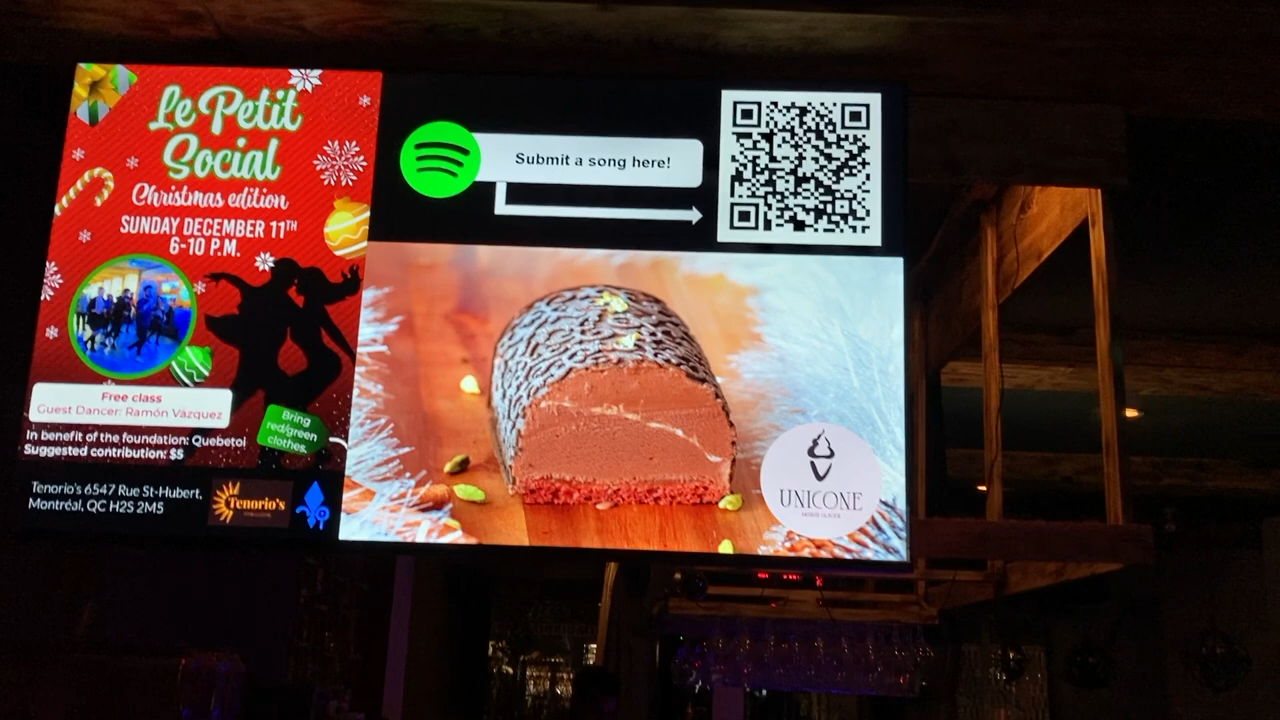 Le Petit
Social
Christmas edition
SUNDAY DECEMBER 11TH
6-10 P.M.
Free class
Guest Dancer: Ramón Vázquez
Bring
red/green
clothes.
In benefit of the foundation: Quebetoi
Suggested contribution: $5
Tenorio's 6547 Rue St-Hubert,
Montréal, QC H2S 2M5
Tenorio's
Submit a song here!
UNICONE